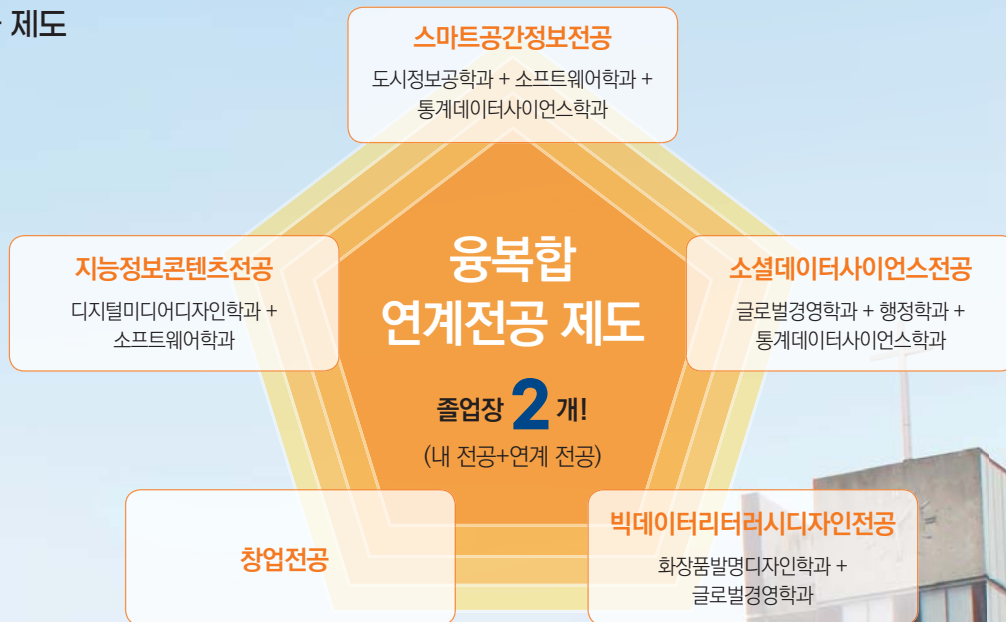 제도
스마트공간정보전공
도시정보공학과 + 소프트웨어학과 +
통계데이터사이언스학과
지능정보콘텐츠전공
디지털미디어디자인학과 +
소프트웨어학과
융복합
연계전공 제도
졸업장 2 개!
(내 전공+연계 전공)
소셜데이터사이언스전공
글로벌경영학과 + 행정학과 +
통계데이터사이언스학과
창업전공
빅데이터리터러시디자인전공
화장품발명디자인학과 +
글로벌경영학과